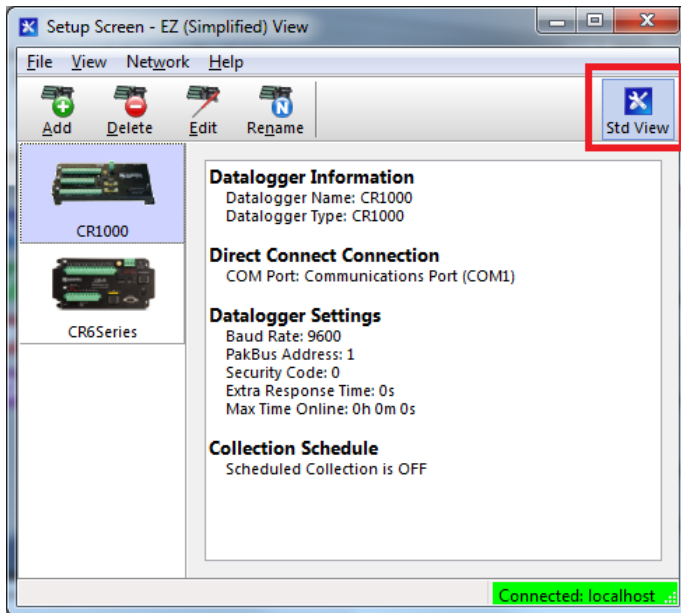 Setup Screen - EZ (Simplified) View
File View Network Help
Add Delete Edit Rename Std View
CR1000
CR6Series
Datalogger Information
Datalogger Name: CR1000
Datalogger Type: CR1000
Direct Connect Connection
COM Port: Communications Port (COM1)
Datalogger Settings
Baud Rate: 9600
PakBus Address: 1
Security Code: 0
Extra Response Time: 0s
Max Time Online: 0h 0m 0s
Collection Schedule
Scheduled Collection is OFF
Connected: localhost